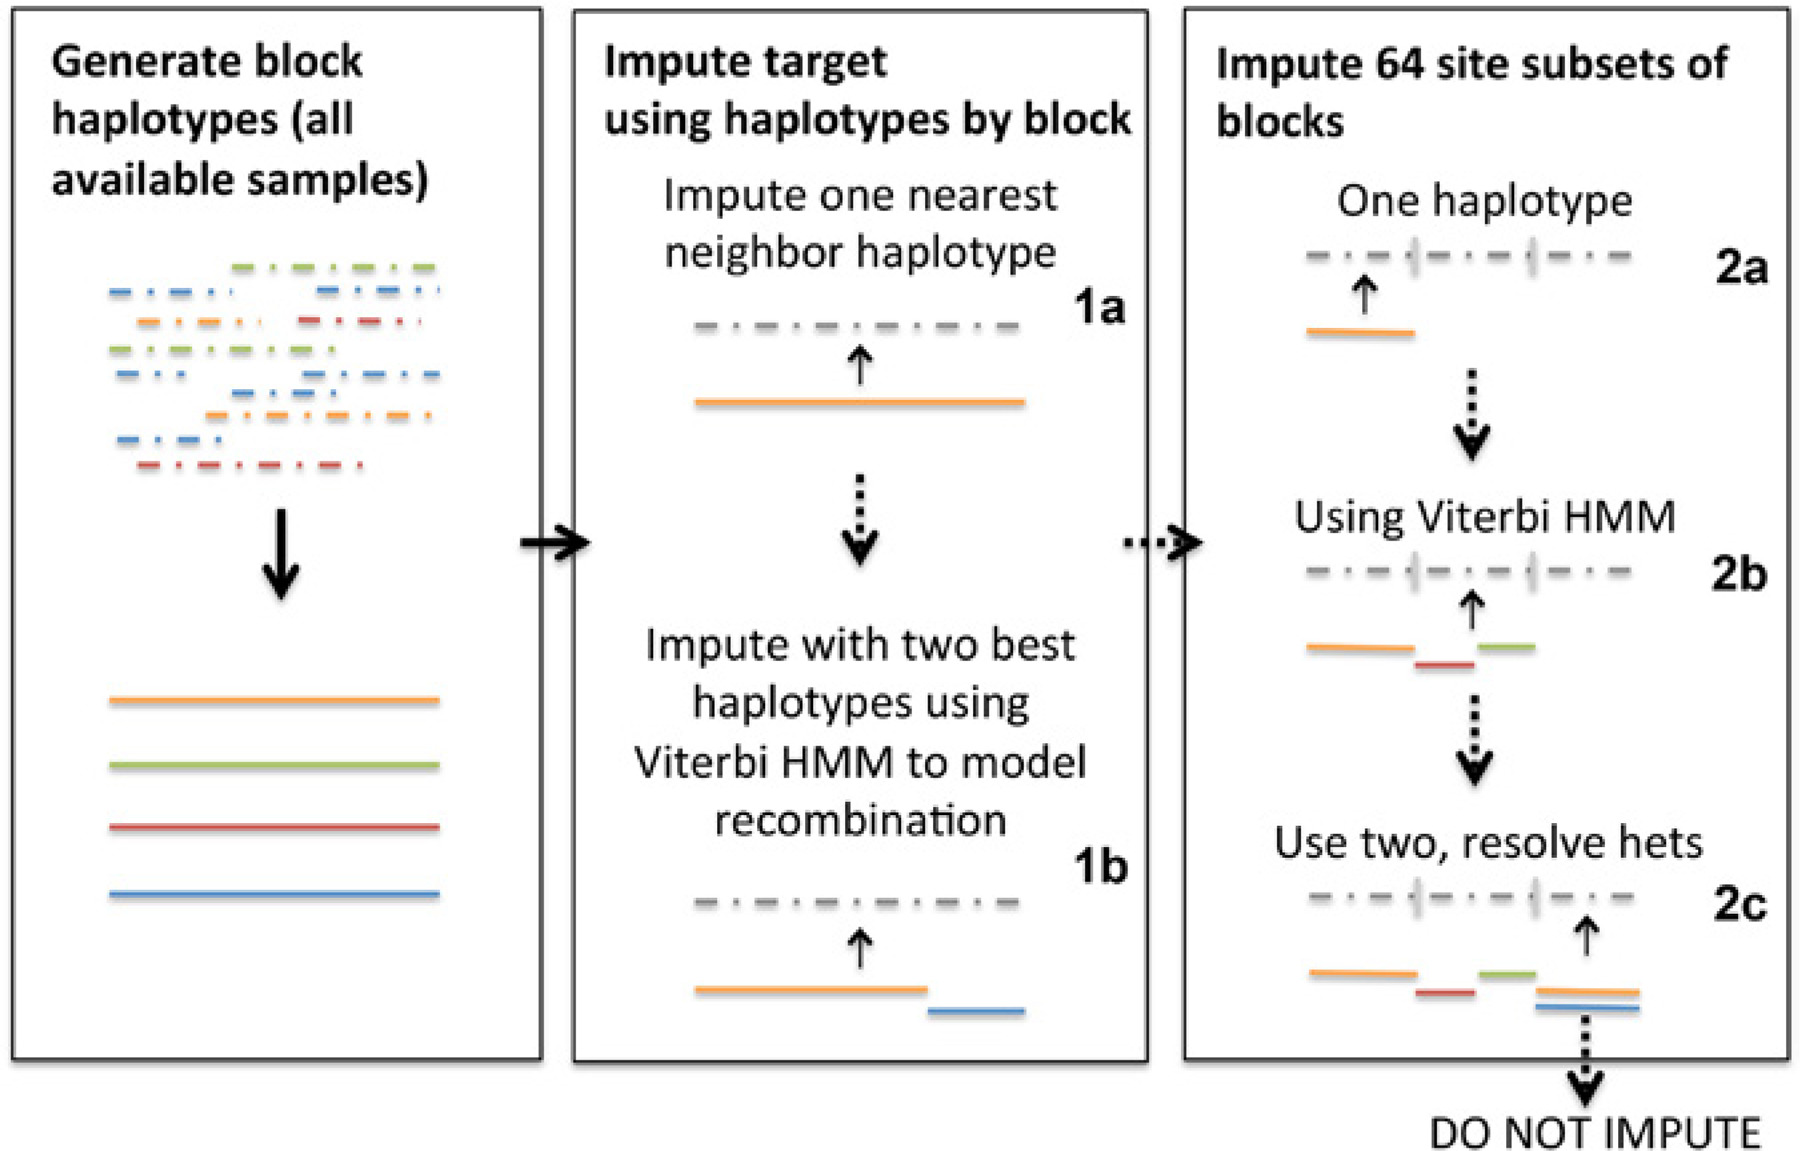 Generate block
haplotypes (all
available samples)
Impute target
using haplotypes by block
Impute one nearest
neighbor haplotype
1a
Impute with two best
haplotypes using
Viterbi HMM to model
recombination
1b
Impute 64 site subsets of
blocks
One haplotype
2a
Using Viterbi HMM
2b
Use two, resolve hets
2c
DO NOT IMPUTE